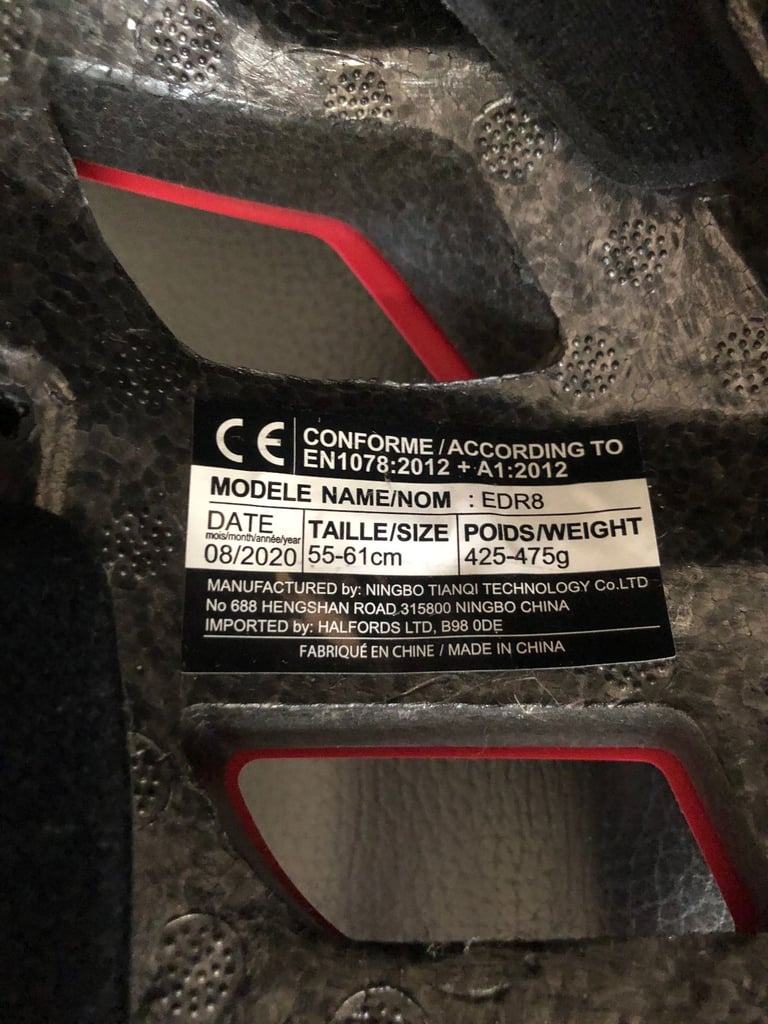 CE CONFORME / ACCORDING TO
EN1078:2012 + A1:2012
MODELE NAME/NOM : EDR8
DATE
mois/month/année/year
08/2020
TAILLE/SIZE
55-61cm
POIDS/WEIGHT
425-475g
MANUFACTURED by: NINGBO TIANQI TECHNOLOGY Co.LTD
No 688 HENGSHAN ROAD 315800 NINGBO CHINA
IMPORTED by: HALFORDS LTD, B98 0DE
FABRIQUÉ EN CHINE / MADE IN CHINA